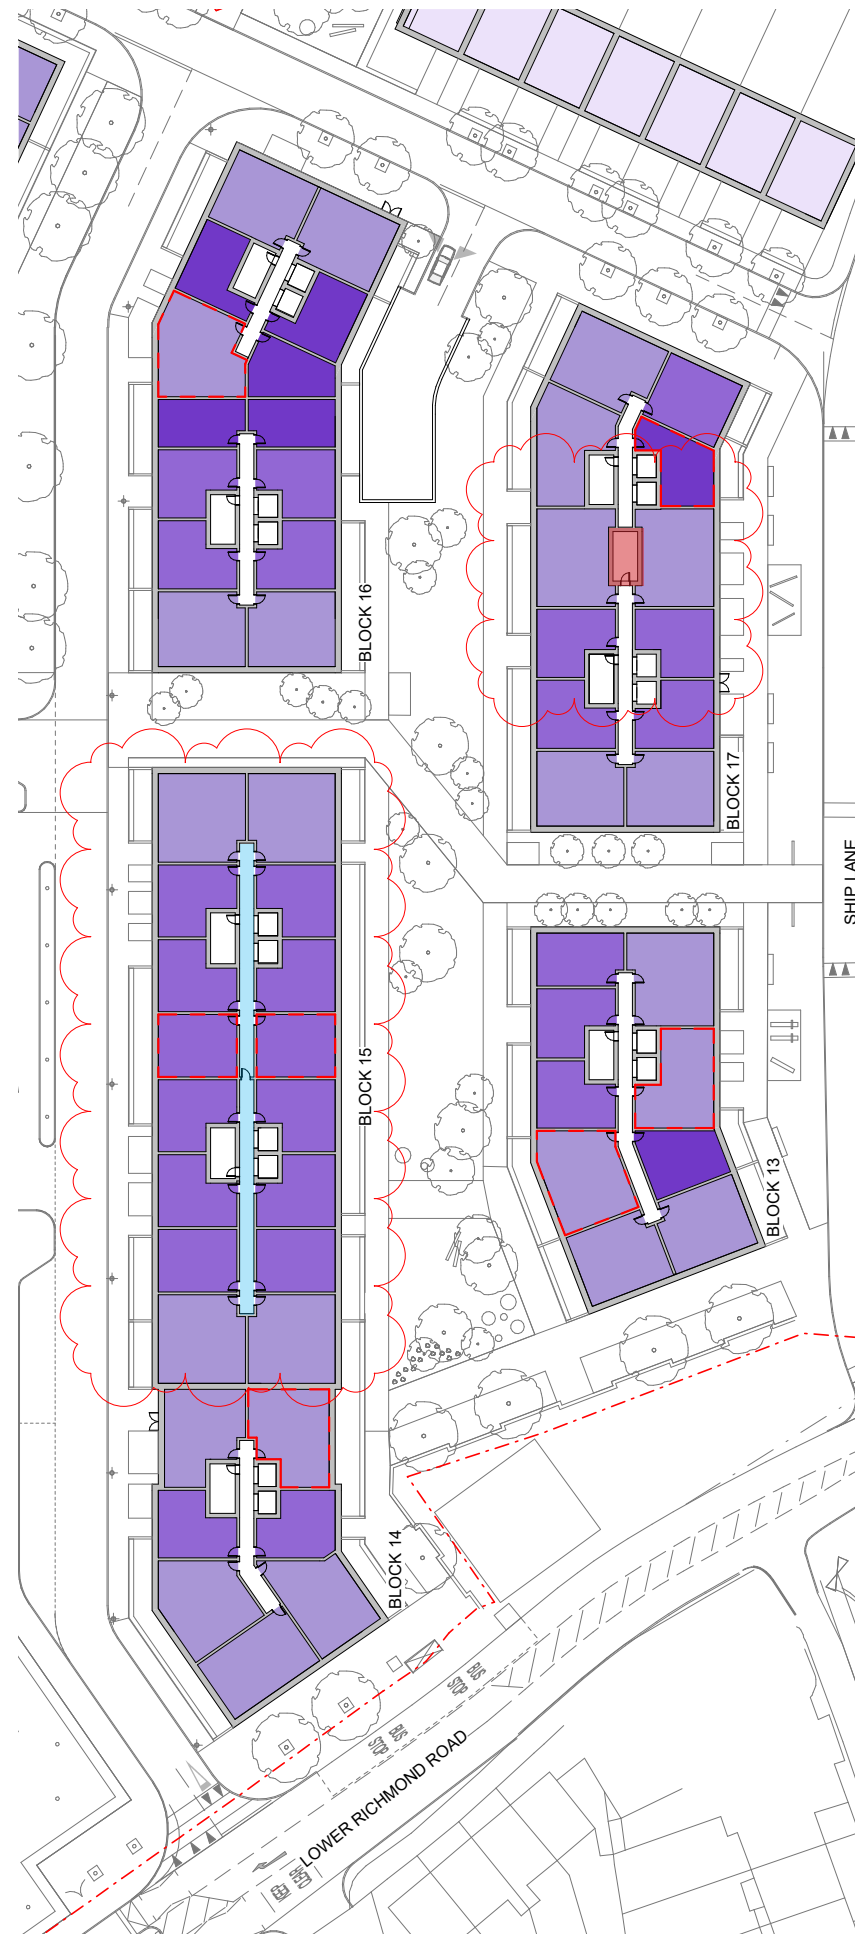 BLOCK 16
BLOCK 17
SHIP LANE
BLOCK 15
BLOCK 13
BLOCK 14
BUS
STOP
BUS
STOP
LOWER RICHMOND ROAD